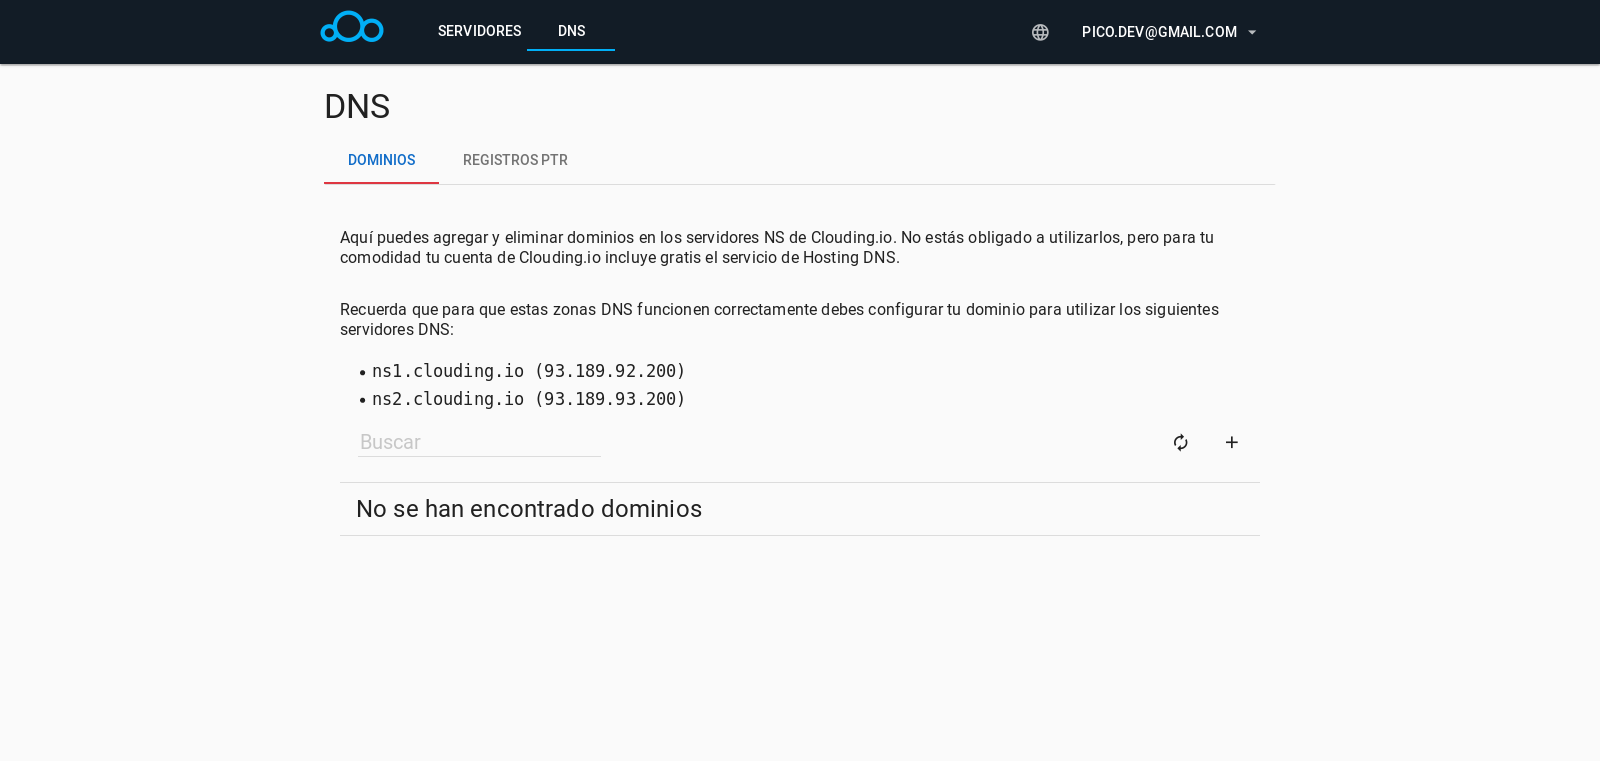 SERVIDORES DNS PICO.DEV@GMAIL.COM
DNS
DOMINIOS REGISTROS PTR
Aquí puedes agregar y eliminar dominios en los servidores NS de Clouding.io. No estás obligado a utilizarlos, pero para tu
comodidad tu cuenta de Clouding.io incluye gratis el servicio de Hosting DNS.
Recuerda que para que estas zonas DNS funcionen correctamente debes configurar tu dominio para utilizar los siguientes
servidores DNS:
• ns1.clouding.io (93.189.92.200)
• ns2.clouding.io (93.189.93.200)
Buscar
No se han encontrado dominios